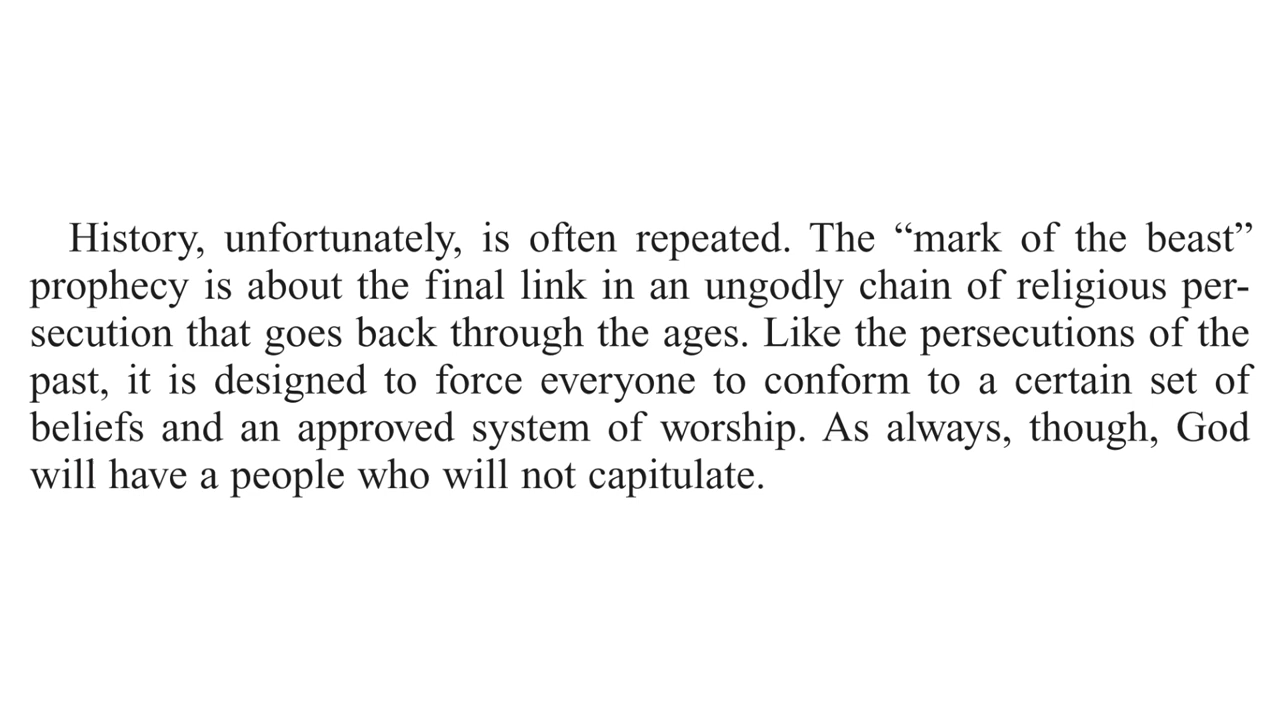 History, unfortunately, is often repeated. The “mark of the beast”
prophecy is about the final link in an ungodly chain of religious per-
secution that goes back through the ages. Like the persecutions of the
past, it is designed to force everyone to conform to a certain set of
beliefs and an approved system of worship. As always, though, God
will have a people who will not capitulate.